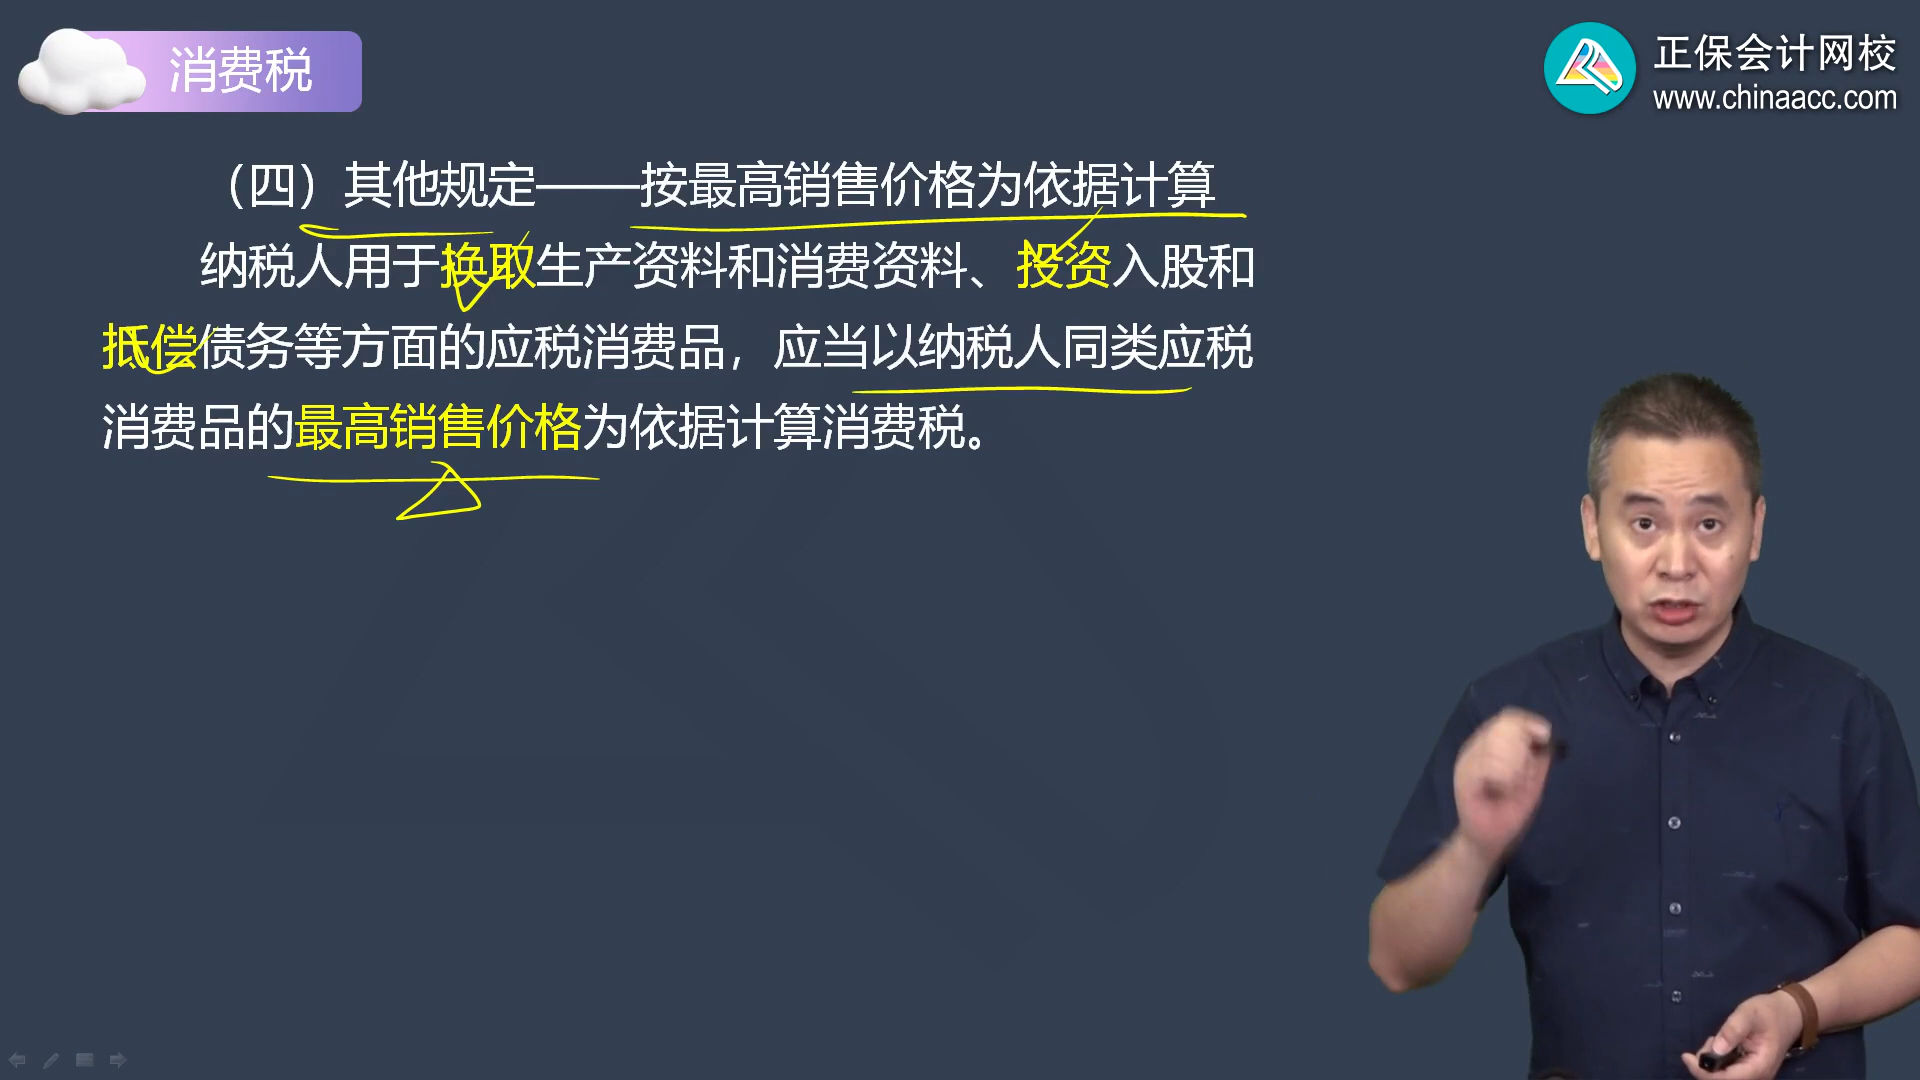 消费税
正保会计网校
www.chinaacc.com
（四）其他规定——按最高销售价格为依据计算
纳税人用于换取生产资料和消费资料、投资入股和
抵偿债务等方面的应税消费品，应当以纳税人同类应税
消费品的最高销售价格为依据计算消费税。